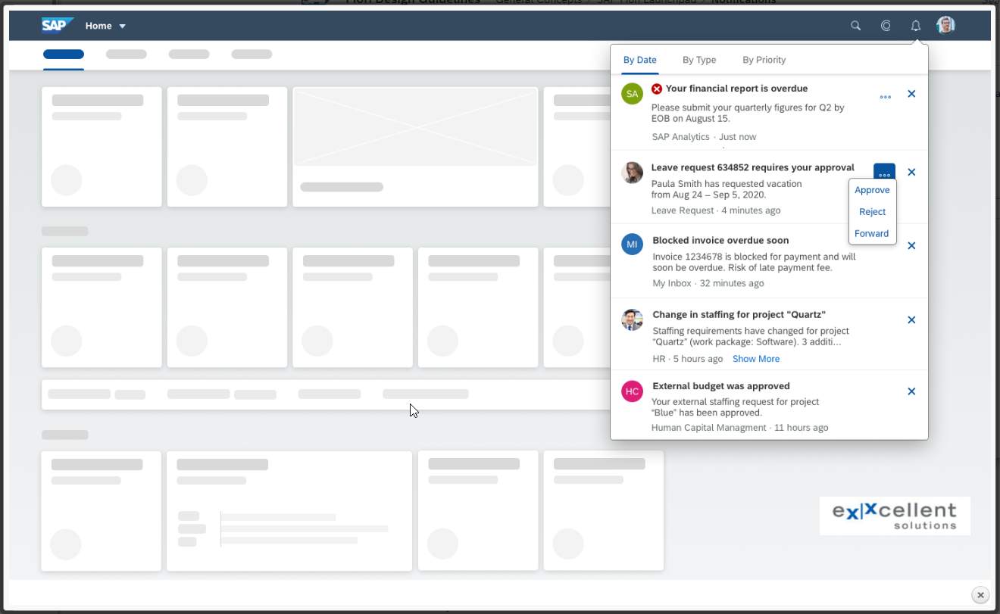 SAP Home
By Date By Type By Priority
SA Your financial report is overdue
Please submit your quarterly figures for Q2 by
EOB on August 15.
SAP Analytics · Just now
Leave request 634852 requires your approval
Paula Smith has requested vacation
from Aug 24 – Sep 5, 2020.
Leave Request · 4 minutes ago
Approve
Reject
Forward
MI Blocked invoice overdue soon
Invoice 1234678 is blocked for payment and will
soon be overdue. Risk of late payment fee.
My Inbox · 32 minutes ago
Change in staffing for project "Quartz"
Staffing requirements have changed for project
"Quartz" (work package: Software). 3 additi...
HR · 5 hours ago Show More
HC External budget was approved
Your external staffing request for project
“Blue” has been approved.
Human Capital Managment · 11 hours ago
ex|xcellent
solutions